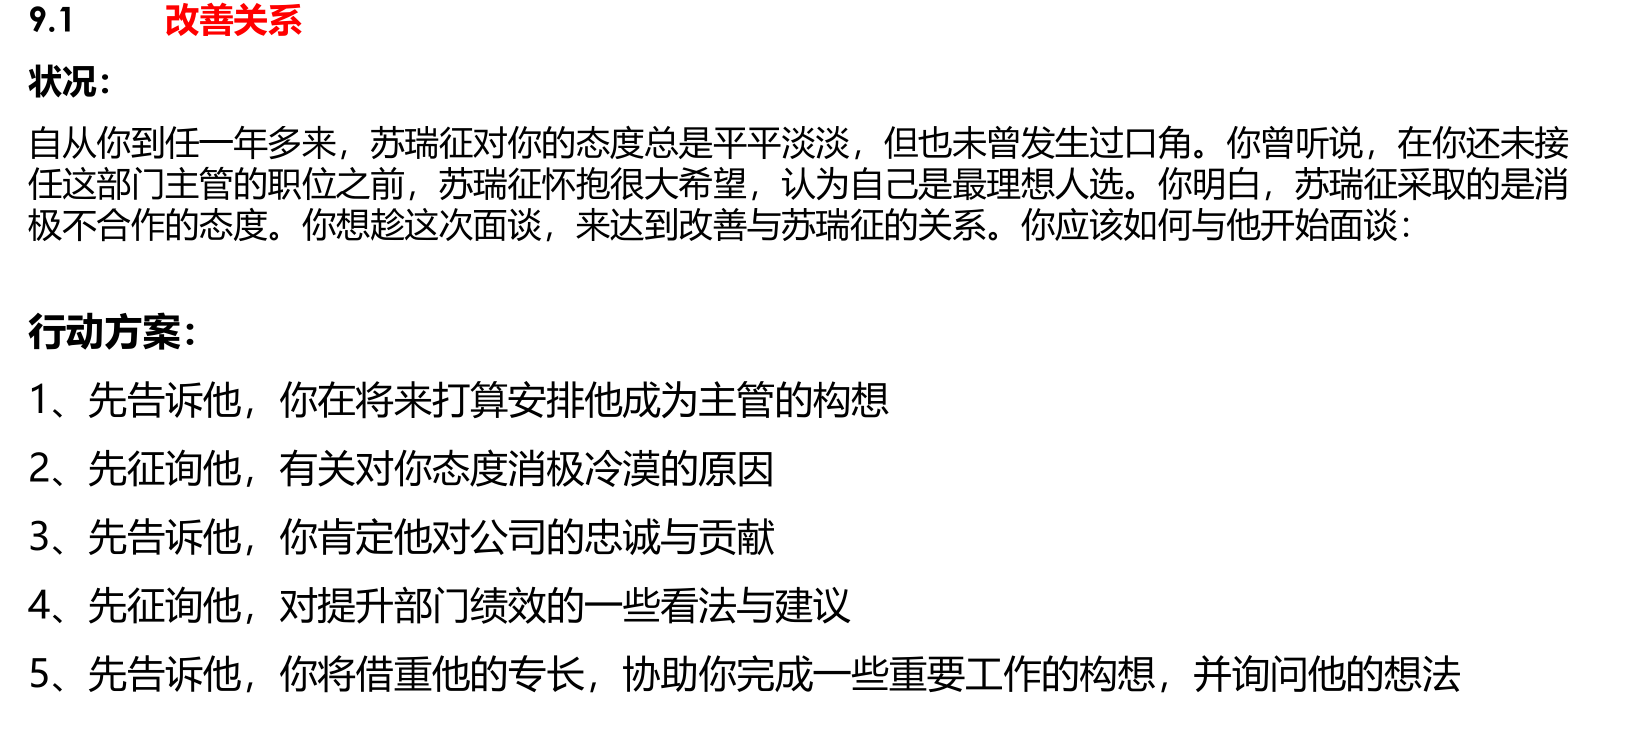 9.1 改善关系
状况：
自从你到任一年多来，苏瑞征对你的态度总是平平淡淡，但也未曾发生过口角。你曾听说，在你还未接
任这部门主管的职位之前，苏瑞征怀抱很大希望，认为自己是最理想人选。你明白，苏瑞征采取的是消
极不合作的态度。你想趁这次面谈，来达到改善与苏瑞征的关系。你应该如何与他开始面谈：
行动方案：
1、先告诉他，你在将来打算安排他成为主管的构想
2、先征询他，有关对你态度消极冷漠的原因
3、先告诉他，你肯定他对公司的忠诚与贡献
4、先征询他，对提升部门绩效的一些看法与建议
5、先告诉他，你将借重他的专长，协助你完成一些重要工作的构想，并询问他的想法